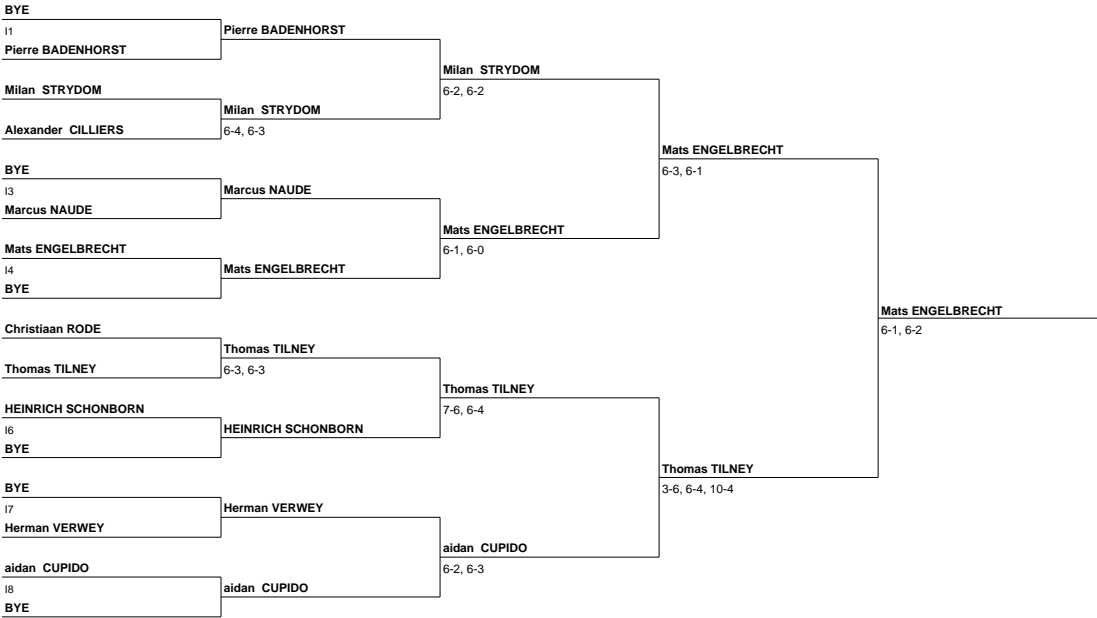 BYE
I1
Pierre BADENHORST
Pierre BADENHORST
Milan STRYDOM
6-2, 6-2
Milan STRYDOM
Milan STRYDOM
6-4, 6-3
Alexander CILLIERS
Mats ENGELBRECHT
6-3, 6-1
BYE
I3
Marcus NAUDE
Marcus NAUDE
Mats ENGELBRECHT
6-1, 6-0
Mats ENGELBRECHT
I4
Mats ENGELBRECHT
BYE
Mats ENGELBRECHT
6-1, 6-2
Christiaan RODE
Thomas TILNEY
6-3, 6-3
Thomas TILNEY
Thomas TILNEY
7-6, 6-4
HEINRICH SCHONBORN
I6
HEINRICH SCHONBORN
BYE
Thomas TILNEY
3-6, 6-4, 10-4
BYE
I7
Herman VERWEY
Herman VERWEY
aidan CUPIDO
6-2, 6-3
aidan CUPIDO
I8
aidan CUPIDO
BYE